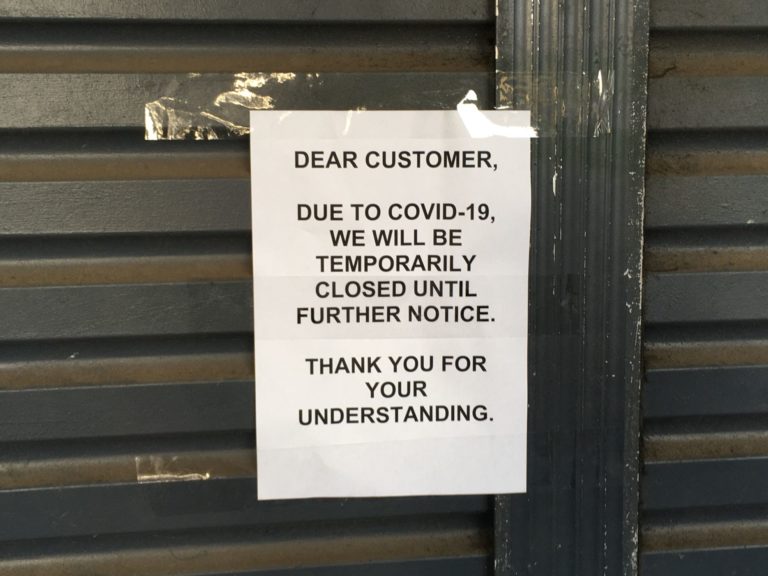 DEAR CUSTOMER,
DUE TO COVID-19,
WE WILL BE
TEMPORARILY
CLOSED UNTIL
FURTHER NOTICE.
THANK YOU FOR
YOUR
UNDERSTANDING.